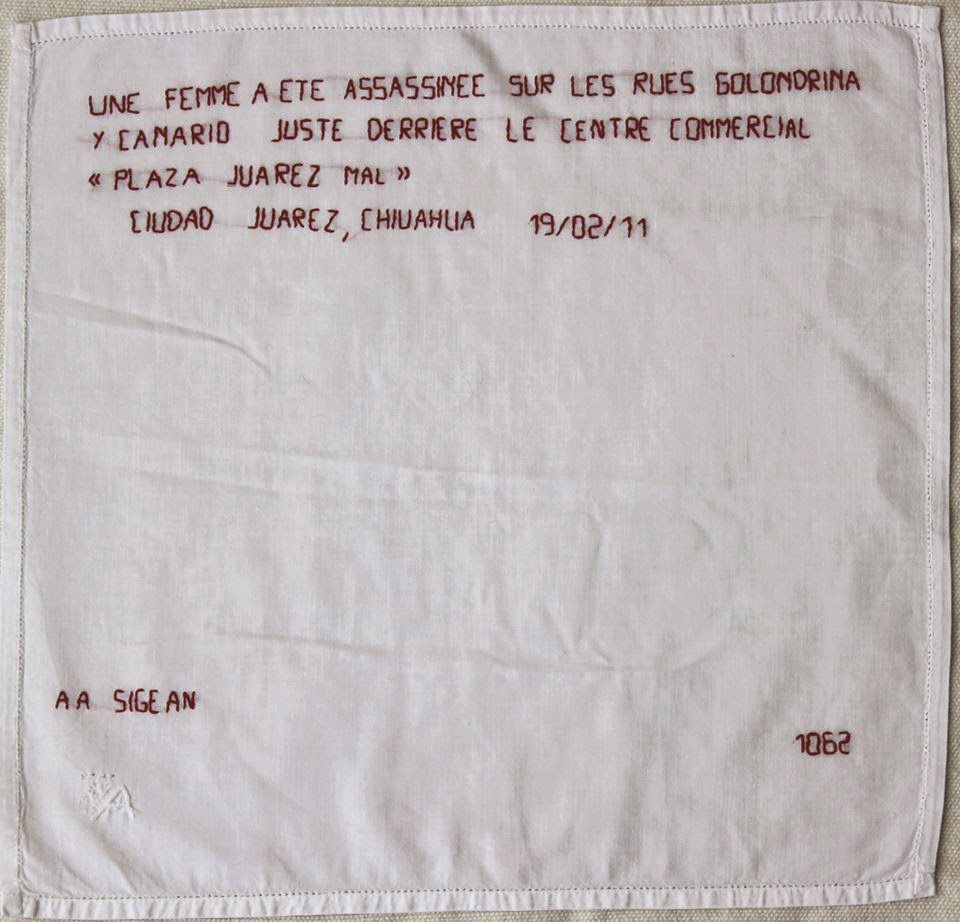 UNE FEMME A ETE ASSASSINEE SUR LES RUES GOLONDRINA
Y CANARIO JUSTE DERRIERE LE CENTRE COMMERCIAL
« PLAZA JUAREZ MAL »
CIUDAD JUAREZ, CHIUAHUA 19/02/11
AA SIGEAN
1062